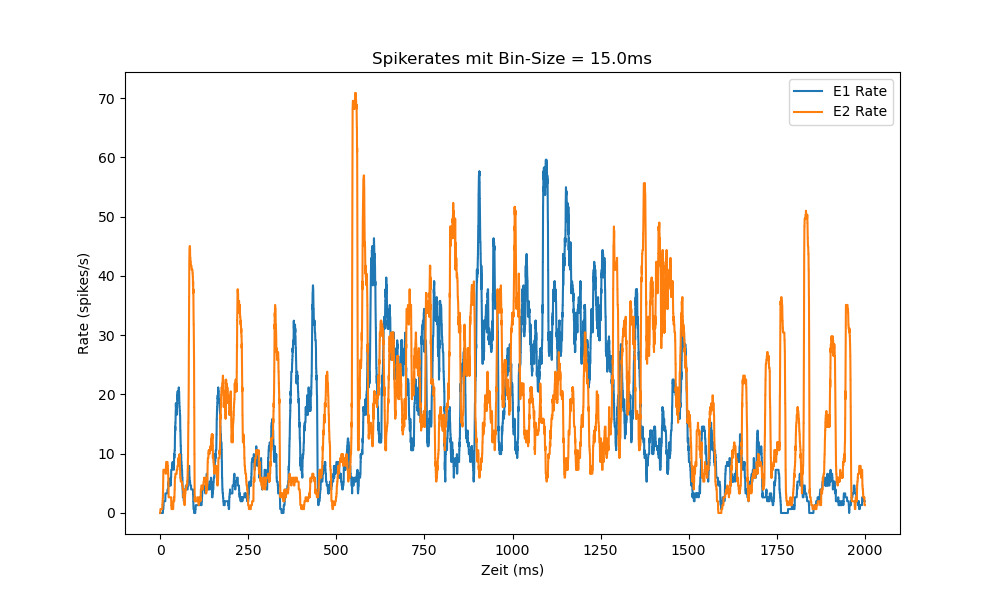 Spikerates mit Bin-Size = 15.0ms
E1 Rate
E2 Rate
Rate (spikes/s)
70
60
50
40
30
20
10
0
0 250 500 750 1000 1250 1500 1750 2000
Zeit (ms)